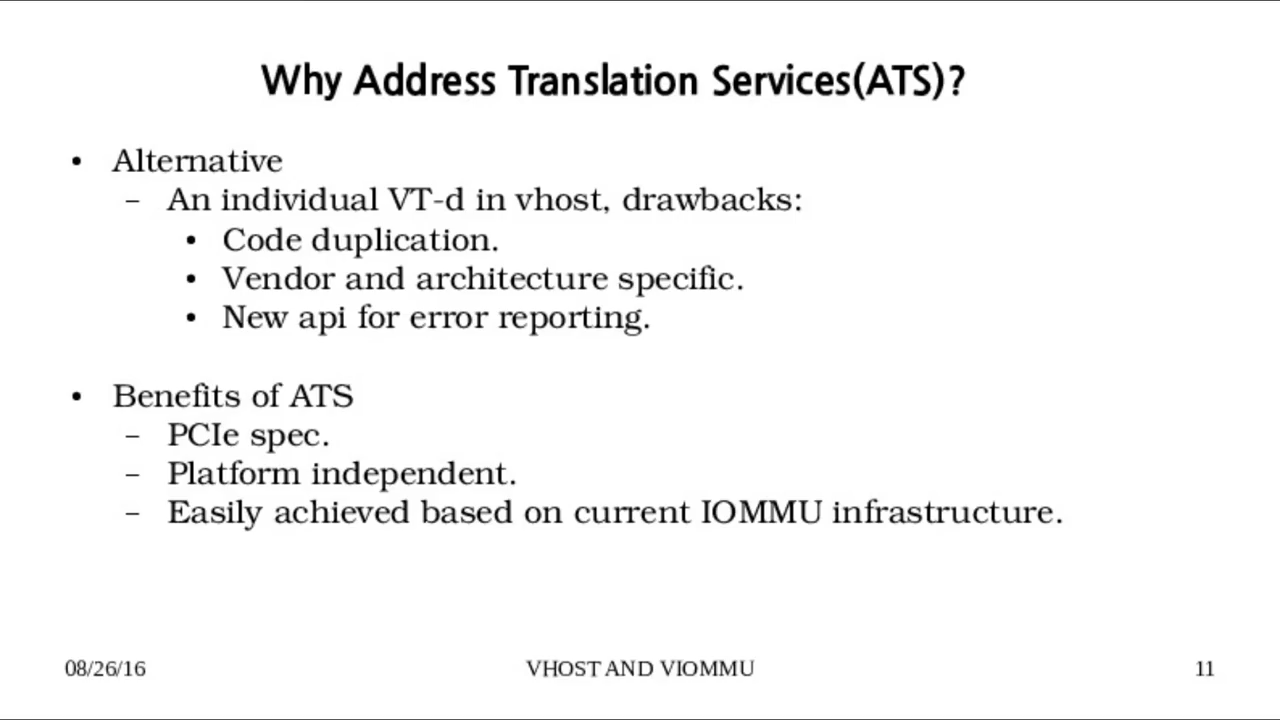 Why Address Translation Services(ATS)?
• Alternative
– An individual VT-d in vhost, drawbacks:
• Code duplication.
• Vendor and architecture specific.
• New api for error reporting.
• Benefits of ATS
– PCIe spec.
– Platform independent.
– Easily achieved based on current IOMMU infrastructure.
08/26/16 VHOST AND VIOMMU 11